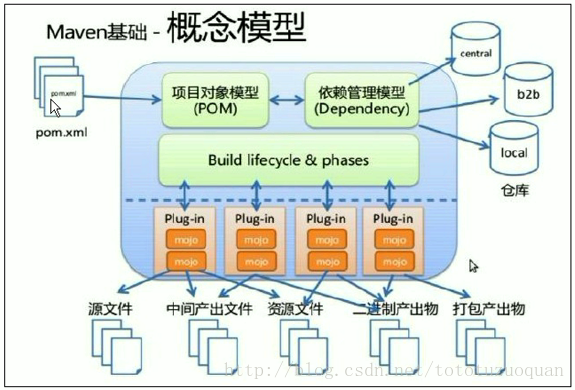 Maven基础 - 概念模型
central
pom.xml
项目对象模型
(POM)
依赖管理模型
(Dependency)
b2b
pom.xml
Build lifecycle & phases
local
仓库
Plug-in
Plug-in
Plug-in
Plug-in
mojo
mojo
mojo
mojo
mojo
mojo
mojo
mojo
源文件
中间产出文件
资源文件
二进制产出物
打包产出物
http://blog.csdn.net/tototuzuoquan